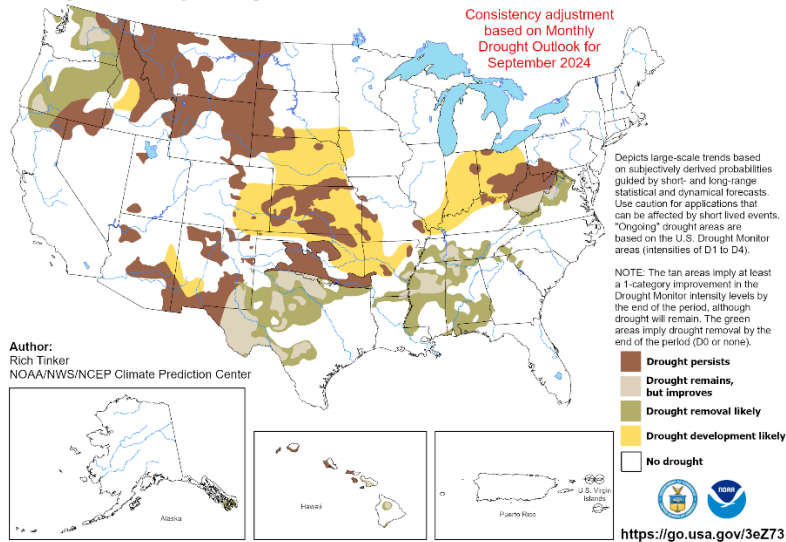 Consistency adjustment
based on Monthly
Drought Outlook for
September 2024
Depicts large-scale trends based
on subjectively derived probabilities
guided by short- and long-range
statistical and dynamical forecasts.
Use caution for applications that
can be affected by short lived events.
"Ongoing" drought areas are
based on the U.S. Drought Monitor
areas (intensities of D1 to D4).
NOTE: The tan areas imply at least
a 1-category improvement in the
Drought Monitor intensity levels by
the end of the period, although
drought will remain. The green
areas imply drought removal by the
end of the period (D0 or none).
Author:
Rich Tinker
NOAA/NWS/NCEP Climate Prediction Center
Drought persists
Drought remains,
but improves
Drought removal likely
Drought development likely
No drought
Alaska
Hawaii
Puerto Rico
U.S. Virgin
Islands
NOAA
https://go.usa.gov/3eZ73